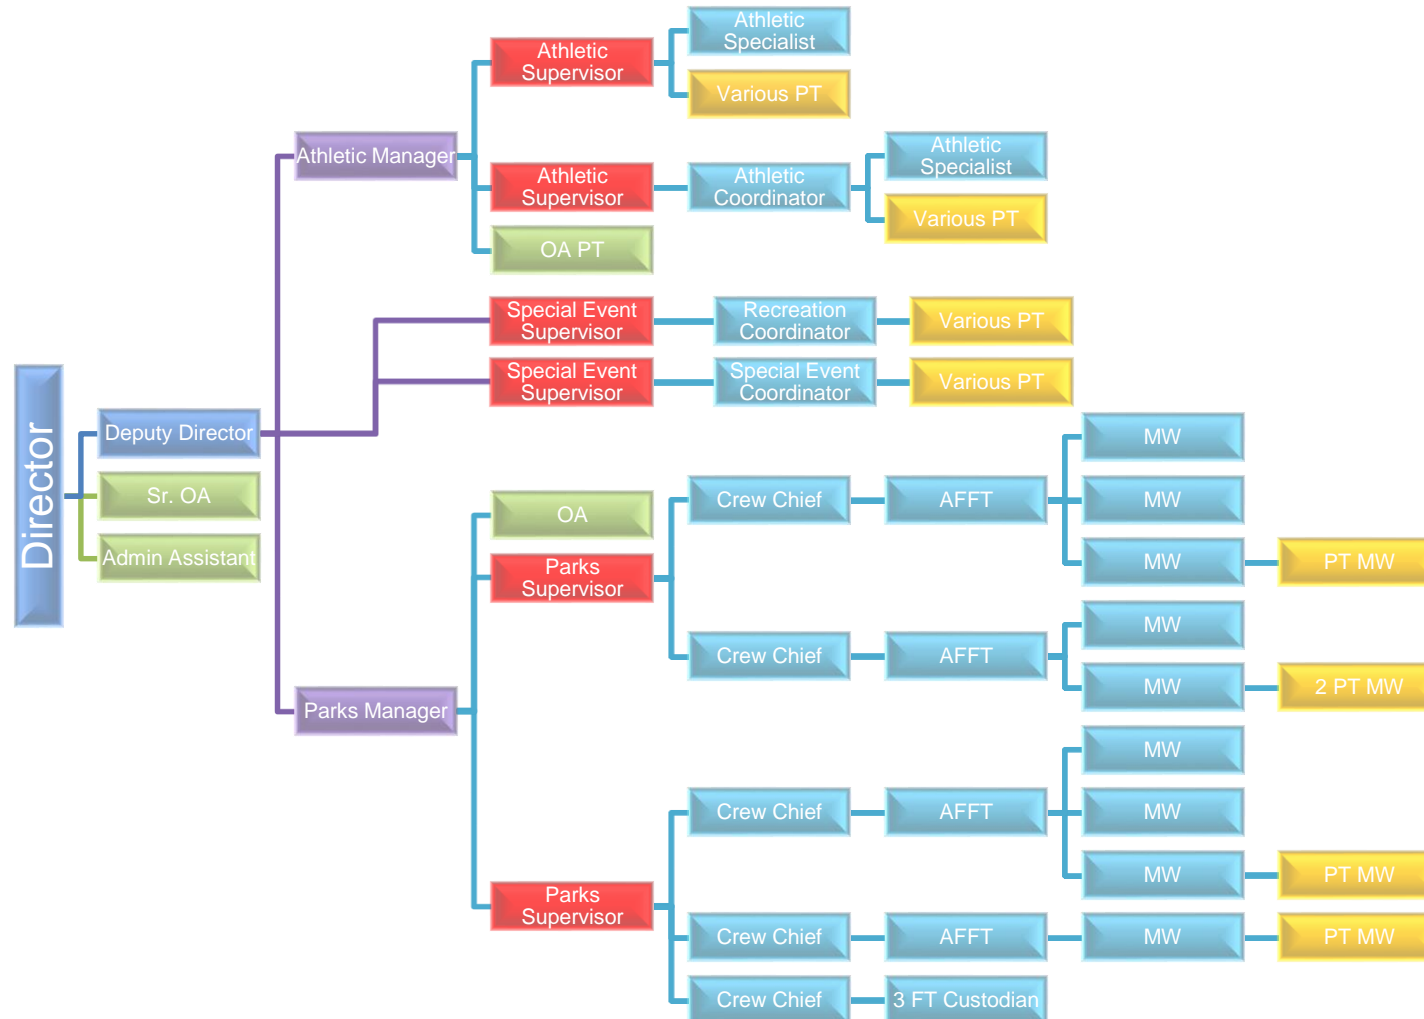 Director
Deputy Director
Sr. OA
Admin Assistant
Athletic Manager
Athletic
Supervisor
Athletic
Specialist
Various PT
Athletic
Supervisor
Athletic
Coordinator
Athletic
Specialist
Various PT
OA PT
Special Event
Supervisor
Recreation
Coordinator
Various PT
Special Event
Supervisor
Special Event
Coordinator
Various PT
Parks Manager
OA
Parks
Supervisor
Crew Chief
AFFT
MW
MW
MW
PT MW
Crew Chief
AFFT
MW
MW
2 PT MW
Parks
Supervisor
Crew Chief
AFFT
MW
MW
MW
PT MW
Crew Chief
AFFT
MW
PT MW
Crew Chief
3 FT Custodian